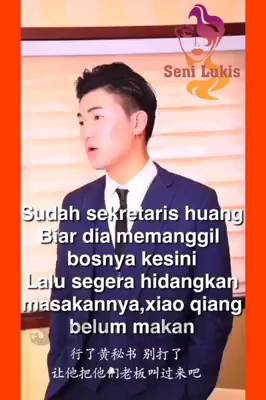 Seni Lukis
Sudah sekretaris huang
Biar dia memanggil
bosnya kesini
Lalu segera hidangkan
masakannya,xiao qiang
belum makan
行了黄秘书 别打了
让他把他们老板叫过来吧